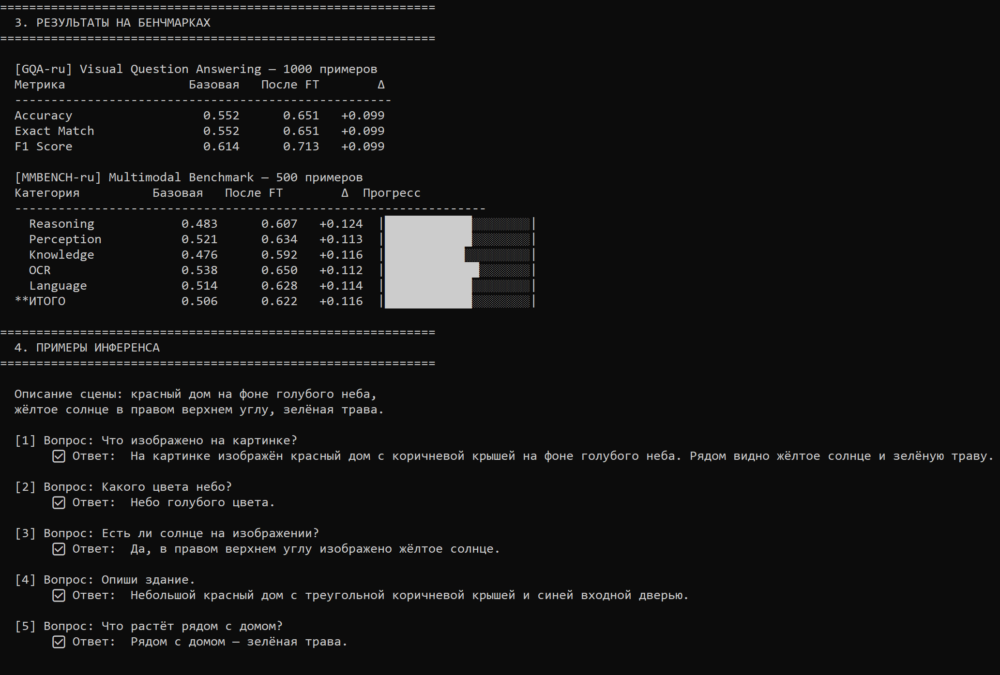 ============================================================
3. РЕЗУЛЬТАТЫ НА БЕНЧМАРКАХ
============================================================
[GQA-ru] Visual Question Answering — 1000 примеров
Метрика Базовая После FT Δ
----------------------------------------------------
Accuracy 0.552 0.651 +0.099
Exact Match 0.552 0.651 +0.099
F1 Score 0.614 0.713 +0.099
[MMBENCH-ru] Multimodal Benchmark — 500 примеров
Категория Базовая После FT Δ Прогресс
-----------------------------------------------------------------
Reasoning 0.483 0.607 +0.124 |████████████░░░░░░░░|
Perception 0.521 0.634 +0.113 |████████████░░░░░░░░|
Knowledge 0.476 0.592 +0.116 |███████████░░░░░░░░░|
OCR 0.538 0.650 +0.112 |█████████████░░░░░░░|
Language 0.514 0.628 +0.114 |████████████░░░░░░░░|
**ИТОГО 0.506 0.622 +0.116 |████████████░░░░░░░░|
============================================================
4. ПРИМЕРЫ ИНФЕРЕНСА
============================================================
Описание сцены: красный дом на фоне голубого неба,
жёлтое солнце в правом верхнем углу, зелёная трава.
[1] Вопрос: Что изображено на картинке?
☑ Ответ: На картинке изображён красный дом с коричневой крышей на фоне голубого неба. Рядом видно жёлтое солнце и зелёную траву.
[2] Вопрос: Какого цвета небо?
☑ Ответ: Небо голубого цвета.
[3] Вопрос: Есть ли солнце на изображении?
☑ Ответ: Да, в правом верхнем углу изображено жёлтое солнце.
[4] Вопрос: Опиши здание.
☑ Ответ: Небольшой красный дом с треугольной коричневой крышей и синей входной дверью.
[5] Вопрос: Что растёт рядом с домом?
☑ Ответ: Рядом с домом — зелёная трава.